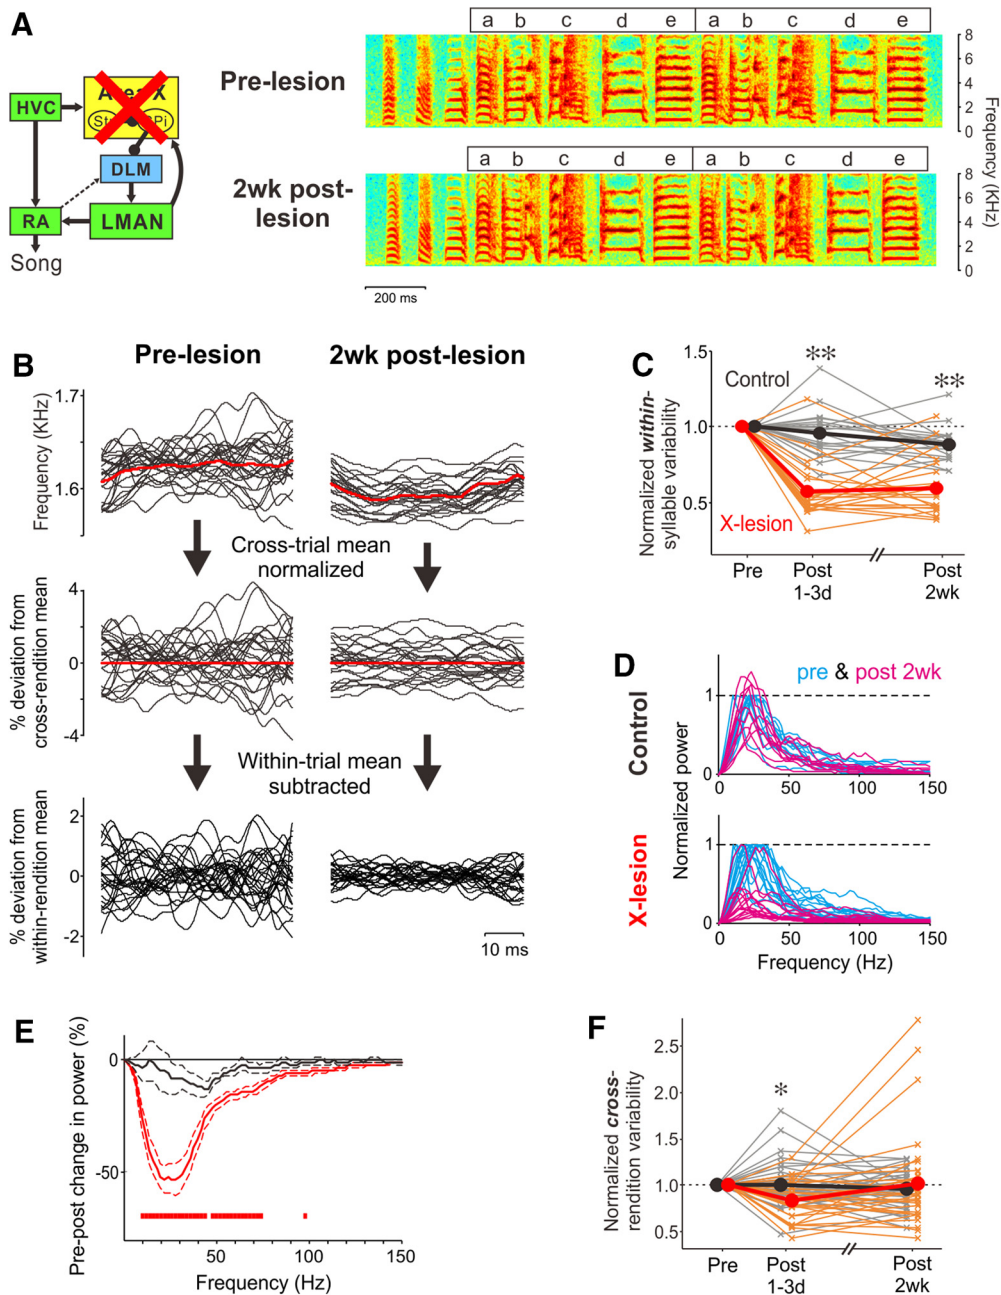 A
HVC
DLM
RA
LMAN
Song
Pre-lesion
2wk post-
lesion
a b c d e a b c d e
8
6
4
2
0
a b c d e a b c d e
8
6
4
2
0
Frequency (KHz)
200 ms
B
Pre-lesion
2wk post-lesion
Frequency (KHz)
1.7
1.6
Cross-trial mean
normalized
% deviation from
cross-rendition mean
4
0
-4
Within-trial mean
subtracted
% deviation from
within-rendition mean
2
0
-2
10 ms
C
Normalized within-
syllable variability
1.5
1.0
0.5
Control
X-lesion
**
**
Pre
Post
1-3d
Post
2wk
D
pre & post 2wk
Control
X-lesion
Normalized power
1
0
0 50 100 150
1
0
0 50 100 150
Frequency (Hz)
E
Pre-post change in power (%)
0
-50
50 100 150
Frequency (Hz)
F
Normalized cross-
rendition variability
2.5
2.0
1.5
1.0
0.5
*
Pre
Post
1-3d
Post
2wk